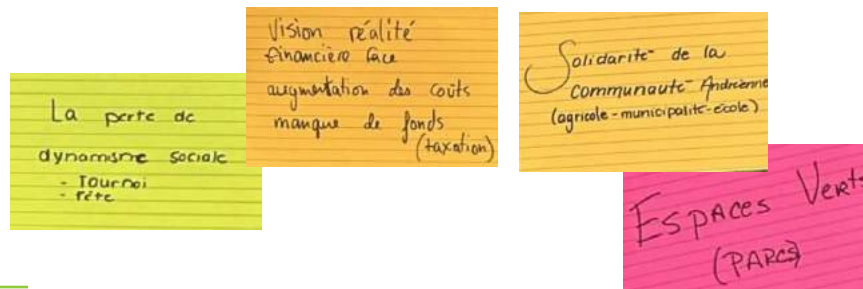 La perte de
dynamisme sociale
- Tournoi
- Fête
Vision réalité
financière face
augmentation des coûts
manque de fonds
(taxation)
Solidarité de la
communauté Andréenne
(agricole - municipalité - école)
Espaces Verts
(PARCS)